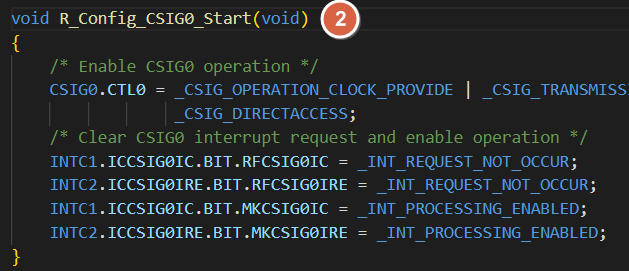 void R_Config_CSIG0_Start(void) 2
{
/* Enable CSIG0 operation */
CSIG0.CTL0 = _CSIG_OPERATION_CLOCK_PROVIDE |
_CSIG_DIRECTACCESS;
/* Clear CSIG0 interrupt request and enable operation */
INTC1.ICCSIG0IC.BIT.RFCSIG0IC = _INT_REQUEST_NOT_OCCUR;
INTC2.ICCSIG0IRE.BIT.RFCSIG0IRE = _INT_REQUEST_NOT_OCCUR;
INTC1.ICCSIG0IC.BIT.MKCSIG0IC = _INT_PROCESSING_ENABLED;
INTC2.ICCSIG0IRE.BIT.MKCSIG0IRE = _INT_PROCESSING_ENABLED;
}